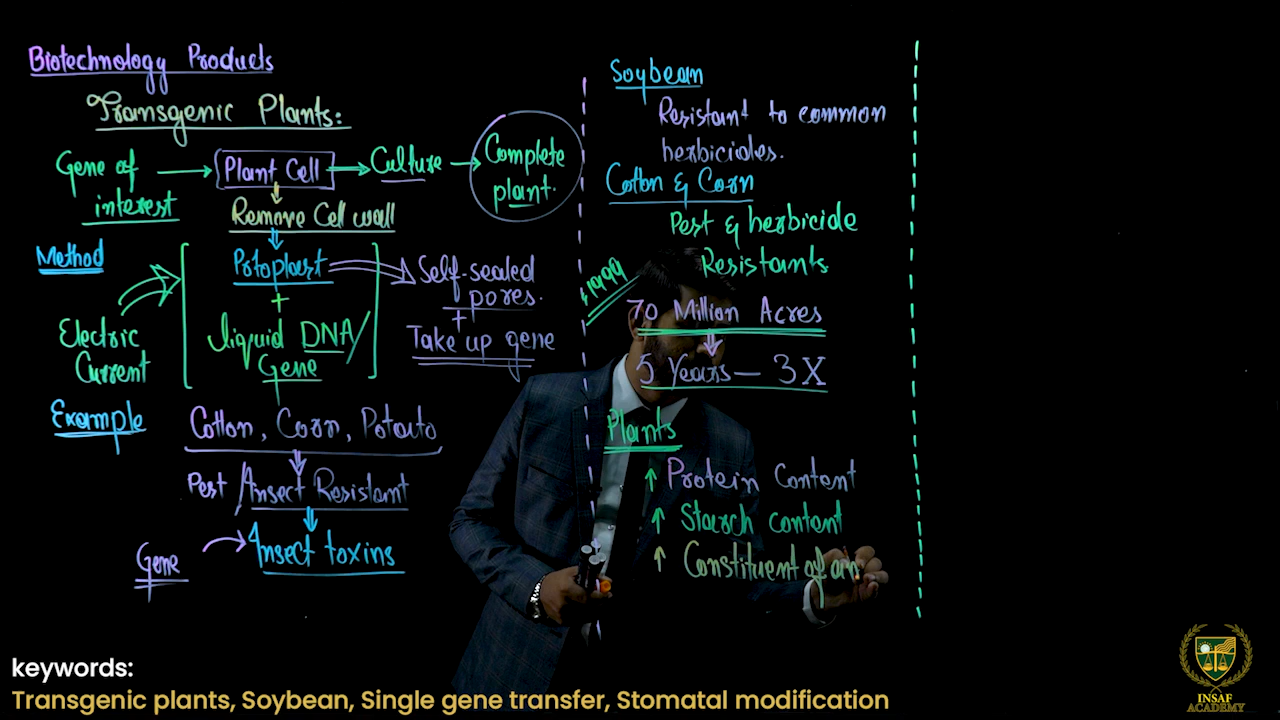 Biotechnology Products
Transgenic Plants:
Gene of interest → Plant Cell → Culture → Complete plant.
Remove Cell wall
Method
Potoplast
Self-sealed pores.
+
liquid DNA/
Gene
+
Take up gene
Electric
Current
Example
Cotton, Corn, Potato
Pest / Insect Resistant
Gene
Insect toxins
Soybean
Resistant to common
herbicides.
Cotton & Corn
Pest & herbicide
Resistants
1999
70 Million Acres
5 Years - 3X
Plants
↑ Protein Content
↑ Starch content
↑ Constituent of an
keywords:
Transgenic plants, Soybean, Single gene transfer, Stomatal modification
INSAF
ACADEMY